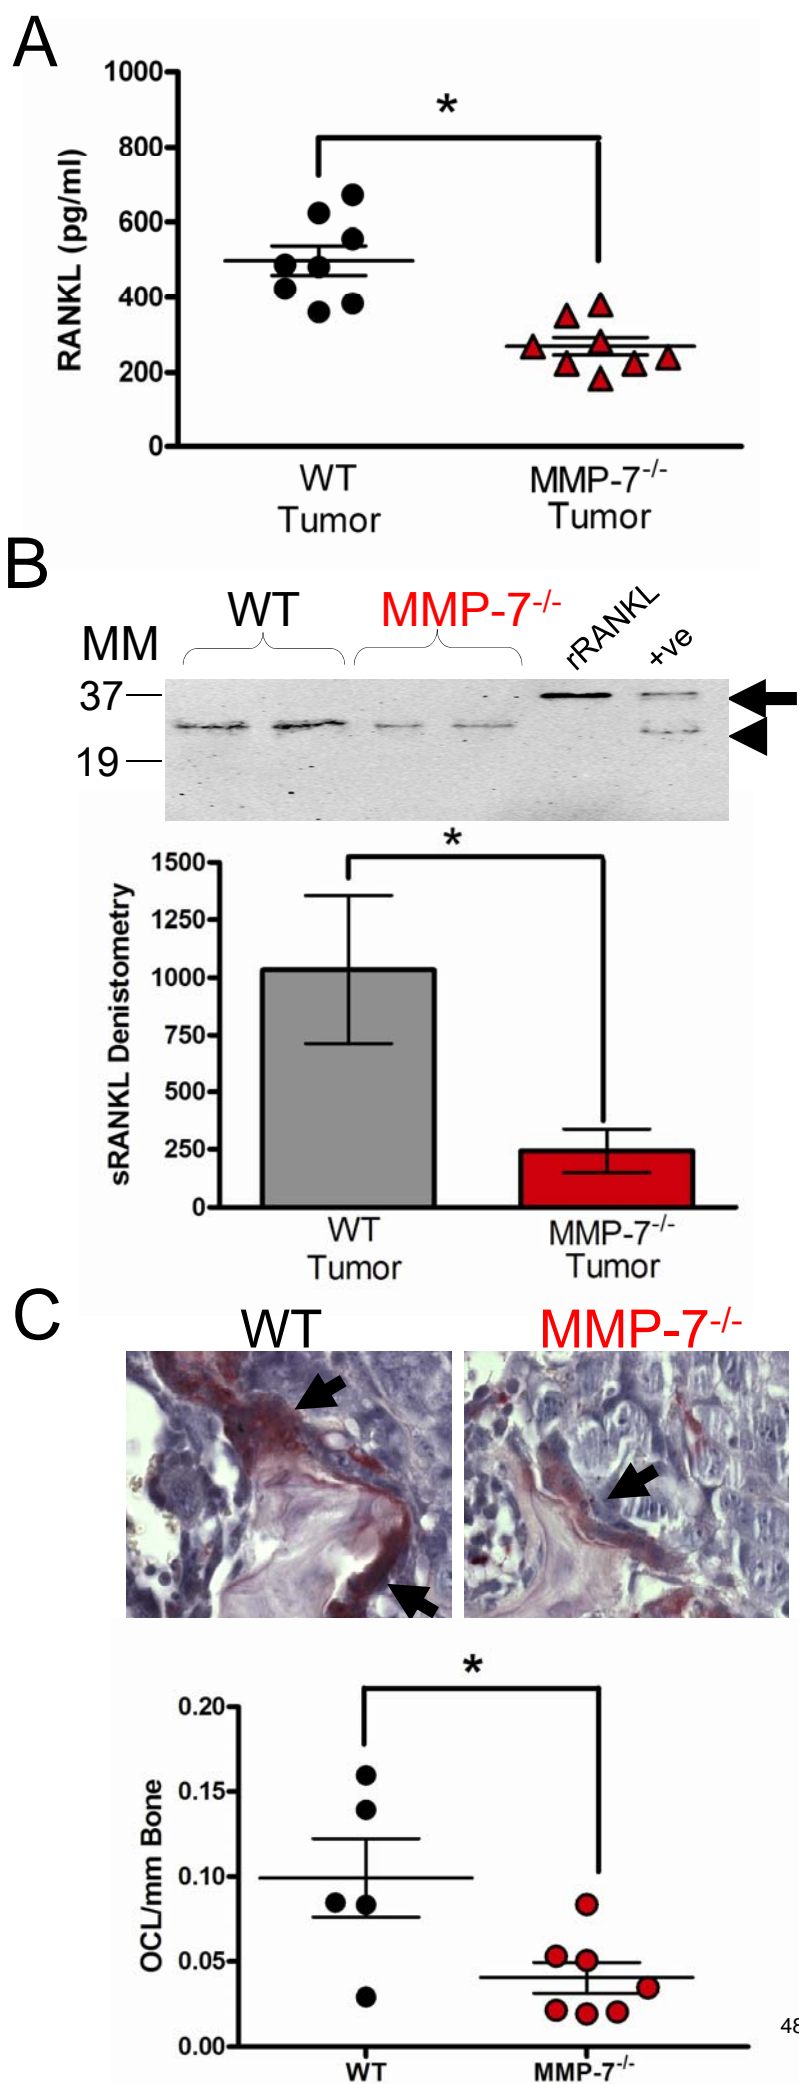 A
1000
*
800
600
400
200
0
RANKL (pg/ml)
WT
Tumor
MMP-7-/-
Tumor
B
WT
MMP-7-/-
rRANKL
+ve
MM
37
19
*
1500
1250
1000
750
500
250
0
sRANKL Denistometry
WT
Tumor
MMP-7-/-
Tumor
C
WT
MMP-7-/-
*
0.20
0.15
0.10
0.05
0.00
OCL/mm Bone
48
WT
MMP-7-/-